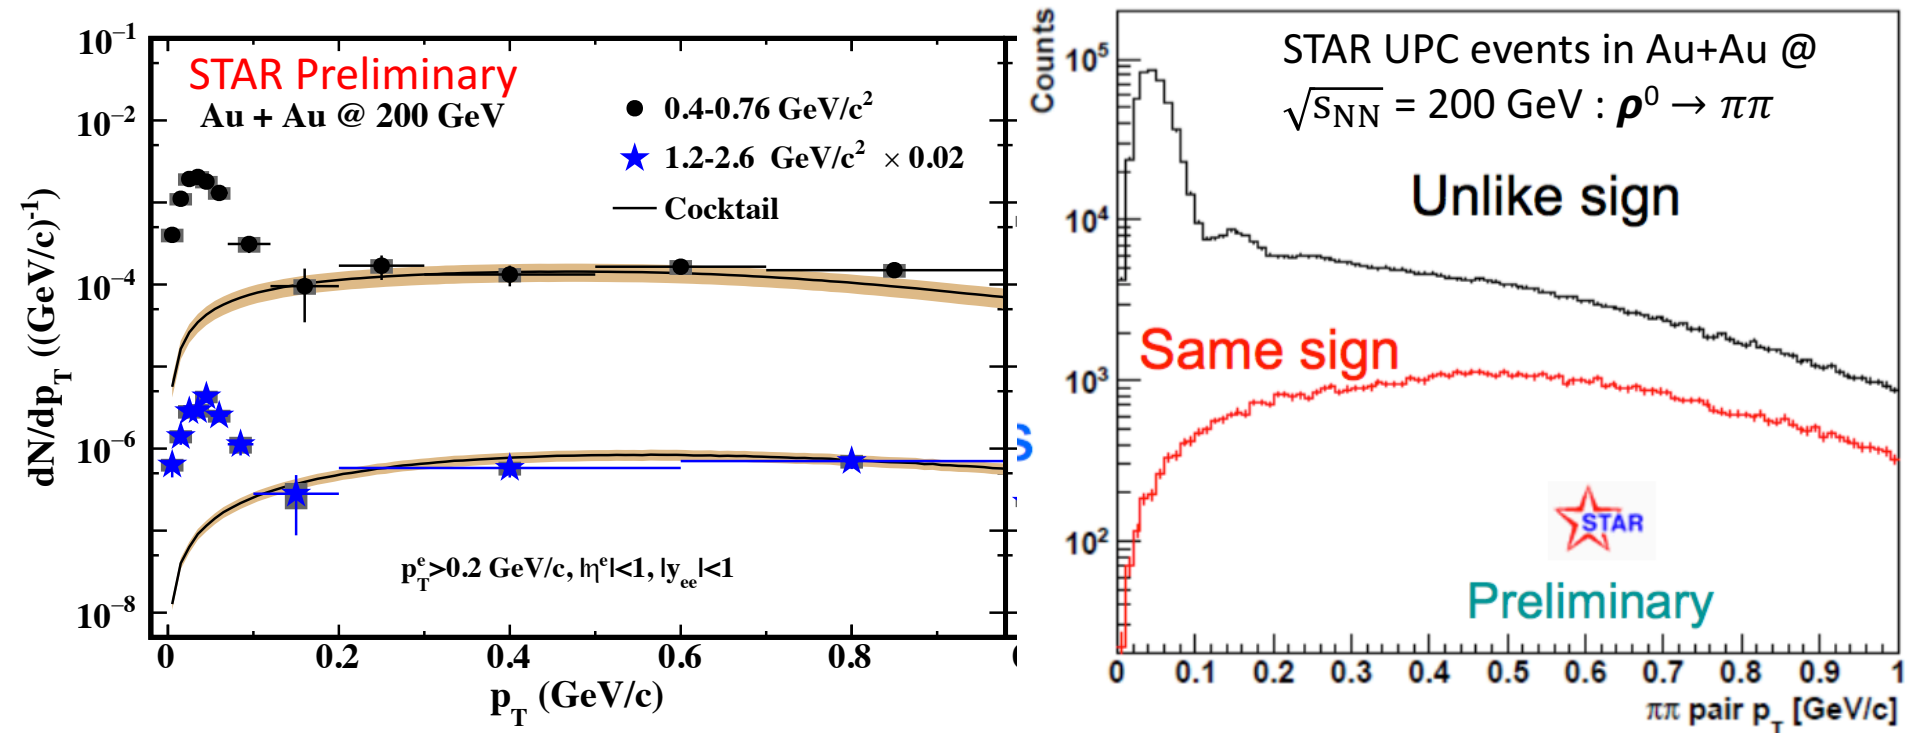 STAR Preliminary
Au + Au @ 200 GeV
0.4-0.76 GeV/c²
1.2-2.6 GeV/c² × 0.02
Cocktail
dN/dp_T ((GeV/c)⁻¹)
10⁻¹
10⁻²
10⁻⁴
10⁻⁶
10⁻⁸
p_T^e>0.2 GeV/c, |η^e|<1, |y_ee|<1
0 0.2 0.4 0.6 0.8
p_T (GeV/c)
Counts
STAR UPC events in Au+Au @
√s_NN = 200 GeV : ρ⁰ → ππ
Unlike sign
Same sign
STAR
Preliminary
10⁵
10⁴
10³
10²
0 0.1 0.2 0.3 0.4 0.5 0.6 0.7 0.8 0.9 1
ππ pair p_T [GeV/c]